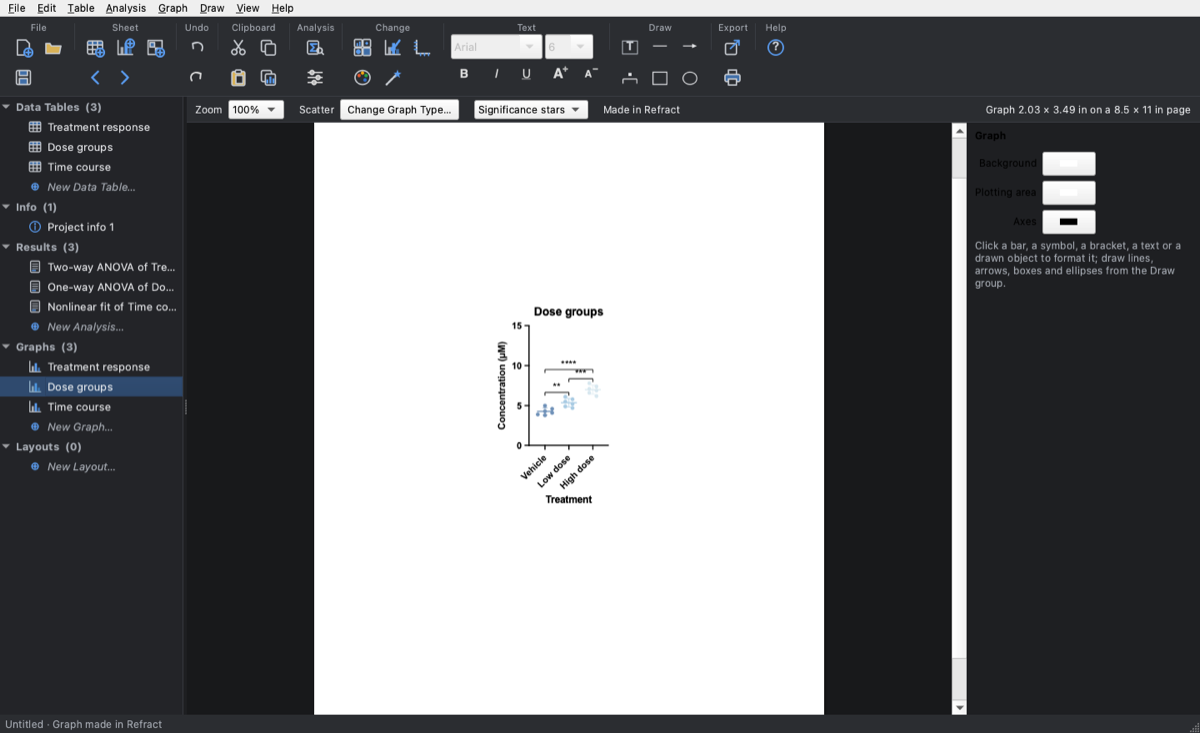 File Edit Table Analysis Graph Draw View Help
File Sheet Undo Clipboard Analysis Change Text Draw Export Help
Arial 6
T ?
B I U A+ A-
Zoom 100% Scatter Change Graph Type... Significance stars Made in Refract Graph 2.03 × 3.49 in on a 8.5 × 11 in page
Data Tables (3)
Treatment response
Dose groups
Time course
New Data Table...
Info (1)
Project info 1
Results (3)
Two-way ANOVA of Tre...
One-way ANOVA of Do...
Nonlinear fit of Time co...
New Analysis...
Graphs (3)
Treatment response
Dose groups
Time course
New Graph...
Layouts (0)
New Layout...
Dose groups
Concentration (µM)
15
10
5
0
****
***
**
Vehicle
Low dose
High dose
Treatment
Graph
Background
Plotting area
Axes
Click a bar, a symbol, a bracket, a text or a
drawn object to format it; draw lines,
arrows, boxes and ellipses from the Draw
group.
Untitled · Graph made in Refract